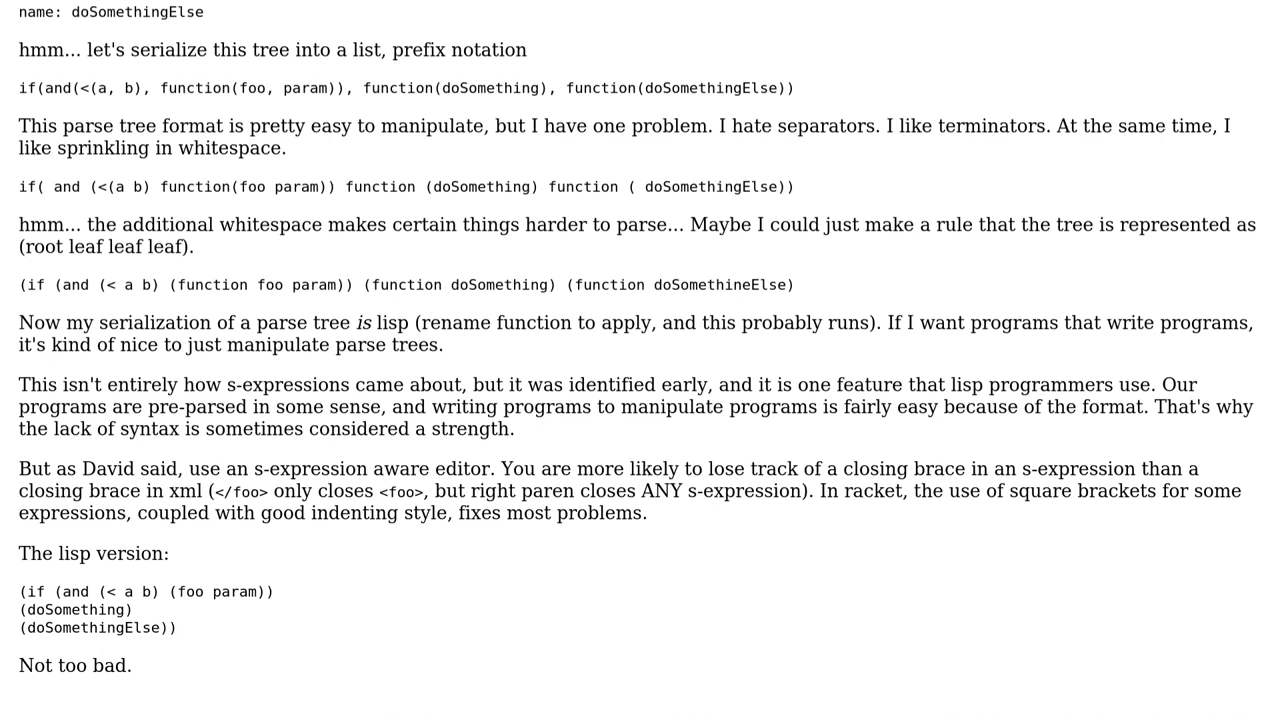 name: doSomethingElse
hmm... let's serialize this tree into a list, prefix notation
if(and(<(a, b), function(foo, param)), function(doSomething), function(doSomethingElse))
This parse tree format is pretty easy to manipulate, but I have one problem. I hate separators. I like terminators. At the same time, I
like sprinkling in whitespace.
if( and (<(a b) function(foo param)) function (doSomething) function ( doSomethingElse))
hmm... the additional whitespace makes certain things harder to parse... Maybe I could just make a rule that the tree is represented as
(root leaf leaf leaf).
(if (and (< a b) (function foo param)) (function doSomething) (function doSomethineElse)
Now my serialization of a parse tree is lisp (rename function to apply, and this probably runs). If I want programs that write programs,
it's kind of nice to just manipulate parse trees.
This isn't entirely how s-expressions came about, but it was identified early, and it is one feature that lisp programmers use. Our
programs are pre-parsed in some sense, and writing programs to manipulate programs is fairly easy because of the format. That's why
the lack of syntax is sometimes considered a strength.
But as David said, use an s-expression aware editor. You are more likely to lose track of a closing brace in an s-expression than a
closing brace in xml (</foo> only closes <foo>, but right paren closes ANY s-expression). In racket, the use of square brackets for some
expressions, coupled with good indenting style, fixes most problems.
The lisp version:
(if (and (< a b) (foo param))
(doSomething)
(doSomethingElse))
Not too bad.